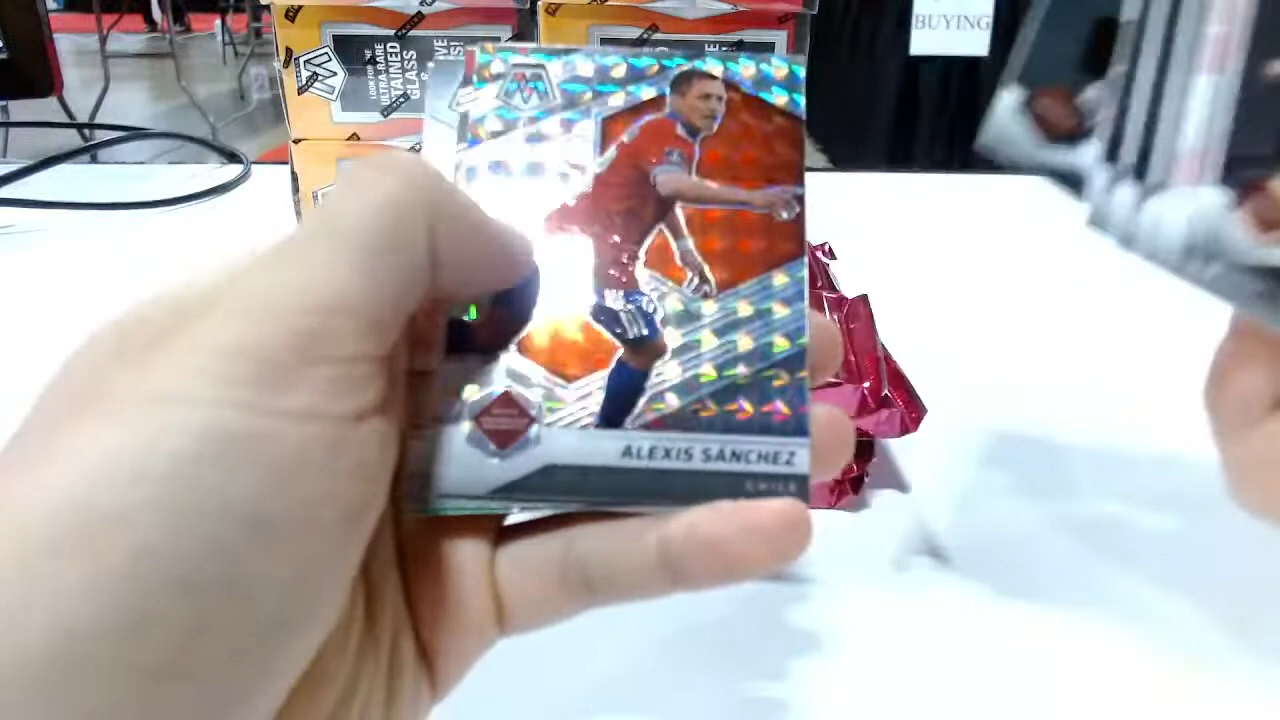 BUYING
LOOK FOR THE
ULTRA-RARE
STAINED
GLASS
ALEXIS SÁNCHEZ
CHILE